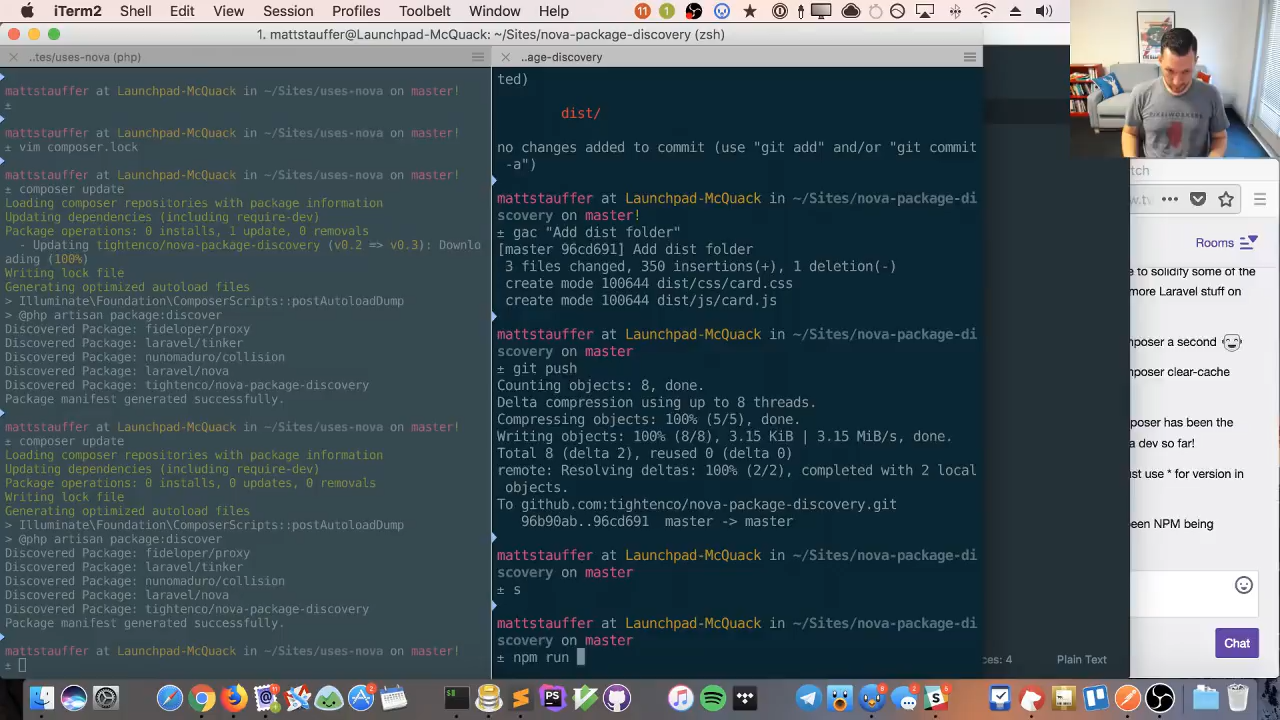 iTerm2 Shell Edit View Session Profiles Toolbelt Window Help 11 1
1. mattstauffer@Launchpad-McQuack: ~/Sites/nova-package-discovery (zsh)
..tes/uses-nova (php)
mattstauffer at Launchpad-McQuack in ~/Sites/uses-nova on master!
±
mattstauffer at Launchpad-McQuack in ~/Sites/uses-nova on master!
± vim composer.lock
mattstauffer at Launchpad-McQuack in ~/Sites/uses-nova on master!
± composer update
Loading composer repositories with package information
Updating dependencies (including require-dev)
Package operations: 0 installs, 1 update, 0 removals
- Updating tightenco/nova-package-discovery (v0.2 => v0.3): Downlo
ading (100%)
Writing lock file
Generating optimized autoload files
> Illuminate\Foundation\ComposerScripts::postAutoloadDump
> @php artisan package:discover
Discovered Package: fideloper/proxy
Discovered Package: laravel/tinker
Discovered Package: nunomaduro/collision
Discovered Package: laravel/nova
Discovered Package: tightenco/nova-package-discovery
Package manifest generated successfully.
mattstauffer at Launchpad-McQuack in ~/Sites/uses-nova on master!
± composer update
Loading composer repositories with package information
Updating dependencies (including require-dev)
Package operations: 0 installs, 0 updates, 0 removals
Writing lock file
Generating optimized autoload files
> Illuminate\Foundation\ComposerScripts::postAutoloadDump
> @php artisan package:discover
Discovered Package: fideloper/proxy
Discovered Package: laravel/tinker
Discovered Package: nunomaduro/collision
Discovered Package: laravel/nova
Discovered Package: tightenco/nova-package-discovery
Package manifest generated successfully.
mattstauffer at Launchpad-McQuack in ~/Sites/uses-nova on master!
±
..age-discovery
ted)
dist/
no changes added to commit (use "git add" and/or "git commit
-a")
mattstauffer at Launchpad-McQuack in ~/Sites/nova-package-di
scovery on master!
± gac "Add dist folder"
[master 96cd691] Add dist folder
3 files changed, 350 insertions(+), 1 deletion(-)
create mode 100644 dist/css/card.css
create mode 100644 dist/js/card.js
mattstauffer at Launchpad-McQuack in ~/Sites/nova-package-di
scovery on master
± git push
Counting objects: 8, done.
Delta compression using up to 8 threads.
Compressing objects: 100% (5/5), done.
Writing objects: 100% (8/8), 3.15 KiB | 3.15 MiB/s, done.
Total 8 (delta 2), reused 0 (delta 0)
remote: Resolving deltas: 100% (2/2), completed with 2 local
objects.
To github.com:tightenco/nova-package-discovery.git
96b90ab..96cd691 master -> master
mattstauffer at Launchpad-McQuack in ~/Sites/nova-package-di
scovery on master
± s
mattstauffer at Launchpad-McQuack in ~/Sites/nova-package-di
scovery on master
± npm run
ces: 4 Plain Text
tch
w.tw
Rooms
e to solidify some of the
more Laravel stuff on
mposer a second
mposer clear-cache
mposer has been the
a dev so far!
ust use * for version in
een NPM being
Chat